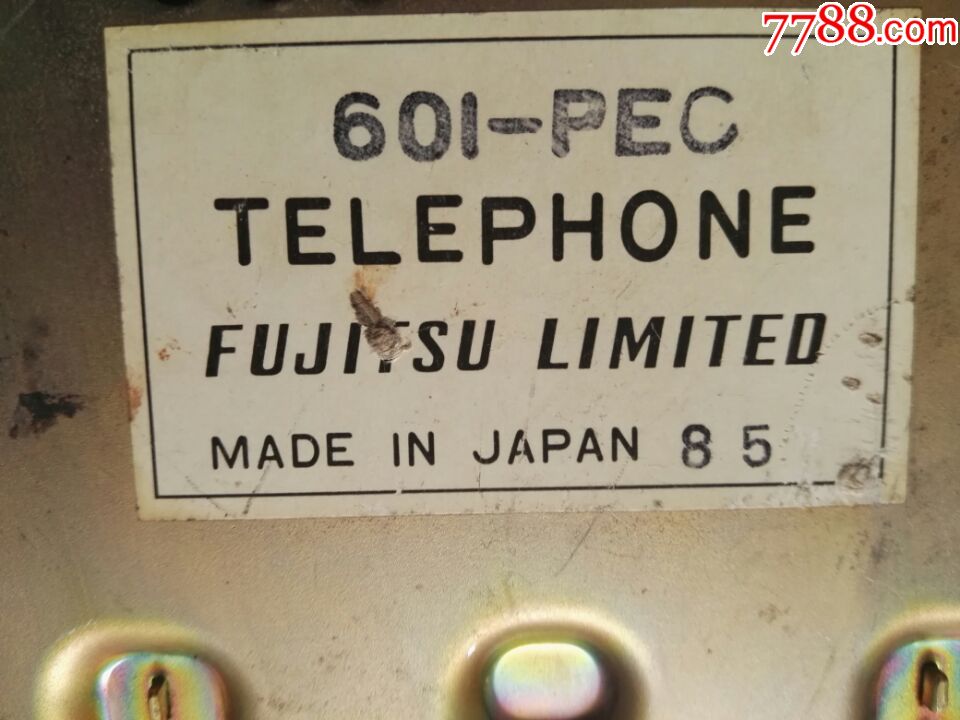 7788.com
601-PEC
TELEPHONE
FUJITSU LIMITED
MADE IN JAPAN 85